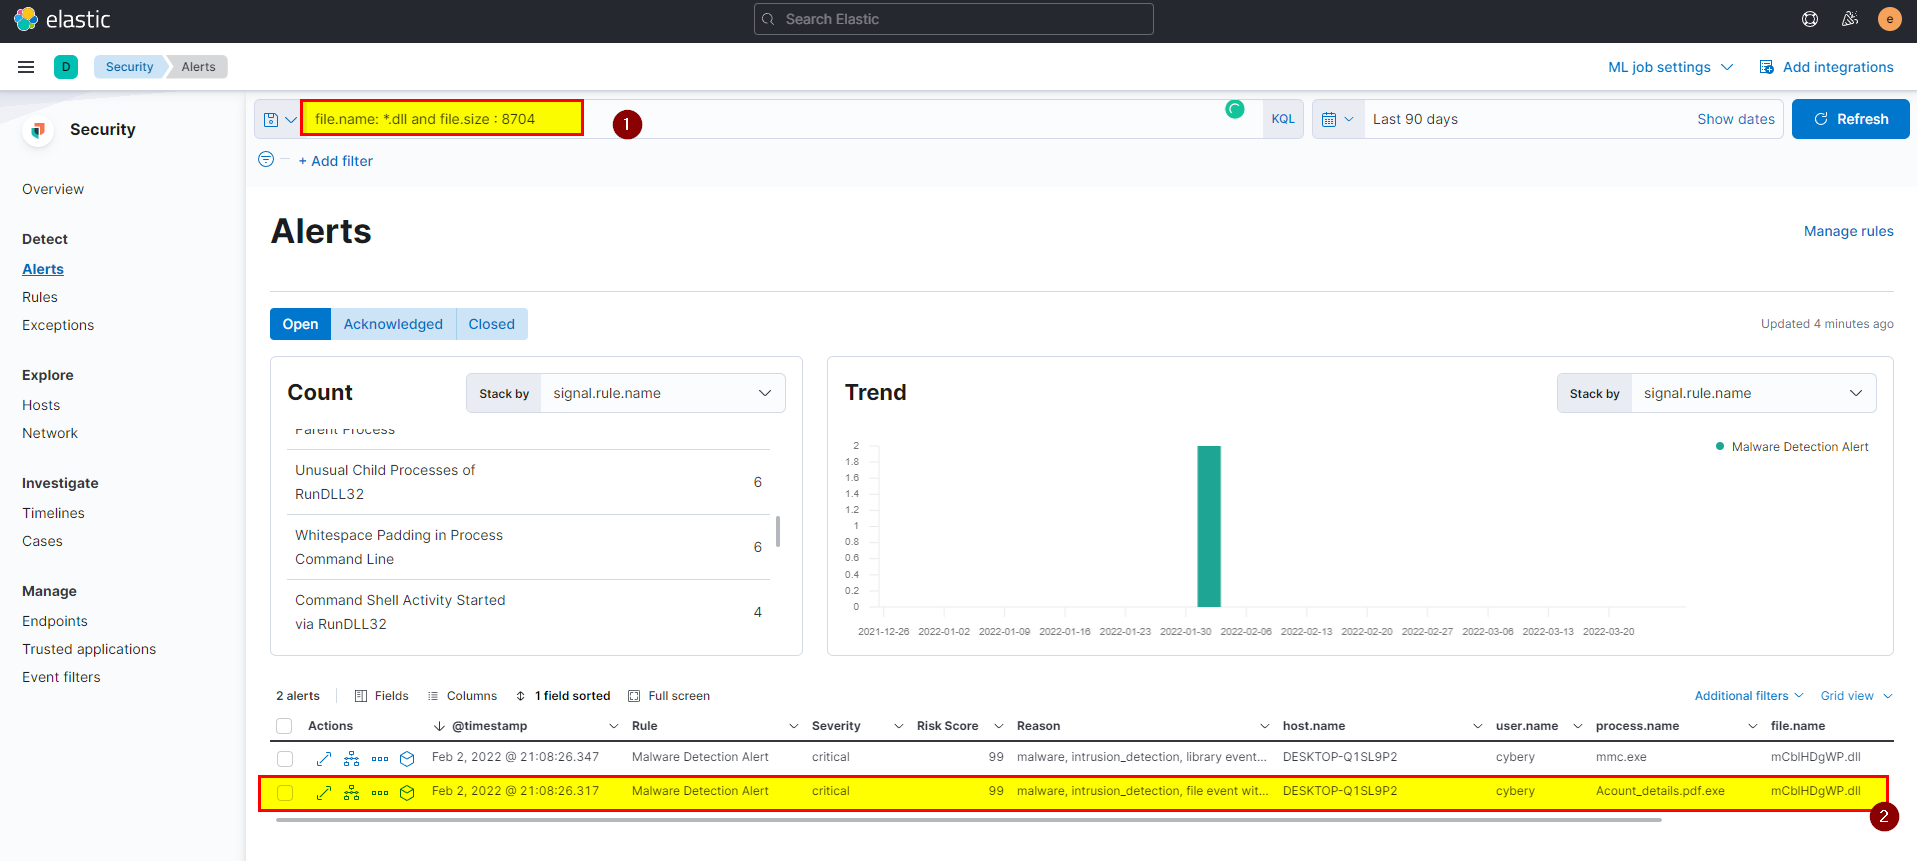 elastic
Search Elastic
e
D
Security
Alerts
ML job settings
Add integrations
Security
file.name: *.dll and file.size : 8704
1
KQL
Last 90 days
Show dates
Refresh
+ Add filter
Overview
Detect
Alerts
Rules
Exceptions
Explore
Hosts
Network
Investigate
Timelines
Cases
Manage
Endpoints
Trusted applications
Event filters
Alerts
Manage rules
Open
Acknowledged
Closed
Updated 4 minutes ago
Count
Stack by
signal.rule.name
Parent Process
Unusual Child Processes of
RunDLL32
6
Whitespace Padding in Process
Command Line
6
Command Shell Activity Started
via RunDLL32
4
Trend
Stack by
signal.rule.name
Malware Detection Alert
2
1.8
1.6
1.4
1.2
1
0.8
0.6
0.4
0.2
0
2021-12-26 2022-01-02 2022-01-09 2022-01-16 2022-01-23 2022-01-30 2022-02-06 2022-02-13 2022-02-20 2022-02-27 2022-03-06 2022-03-13 2022-03-20
2 alerts Fields Columns 1 field sorted Full screen Additional filters Grid view
Actions @timestamp Rule Severity Risk Score Reason host.name user.name process.name file.name
Feb 2, 2022 @ 21:08:26.347 Malware Detection Alert critical 99 malware, intrusion_detection, library event... DESKTOP-Q1SL9P2 cybery mmc.exe mCblHDgWP.dll
Feb 2, 2022 @ 21:08:26.317 Malware Detection Alert critical 99 malware, intrusion_detection, file event wit... DESKTOP-Q1SL9P2 cybery Acount_details.pdf.exe mCblHDgWP.dll
2